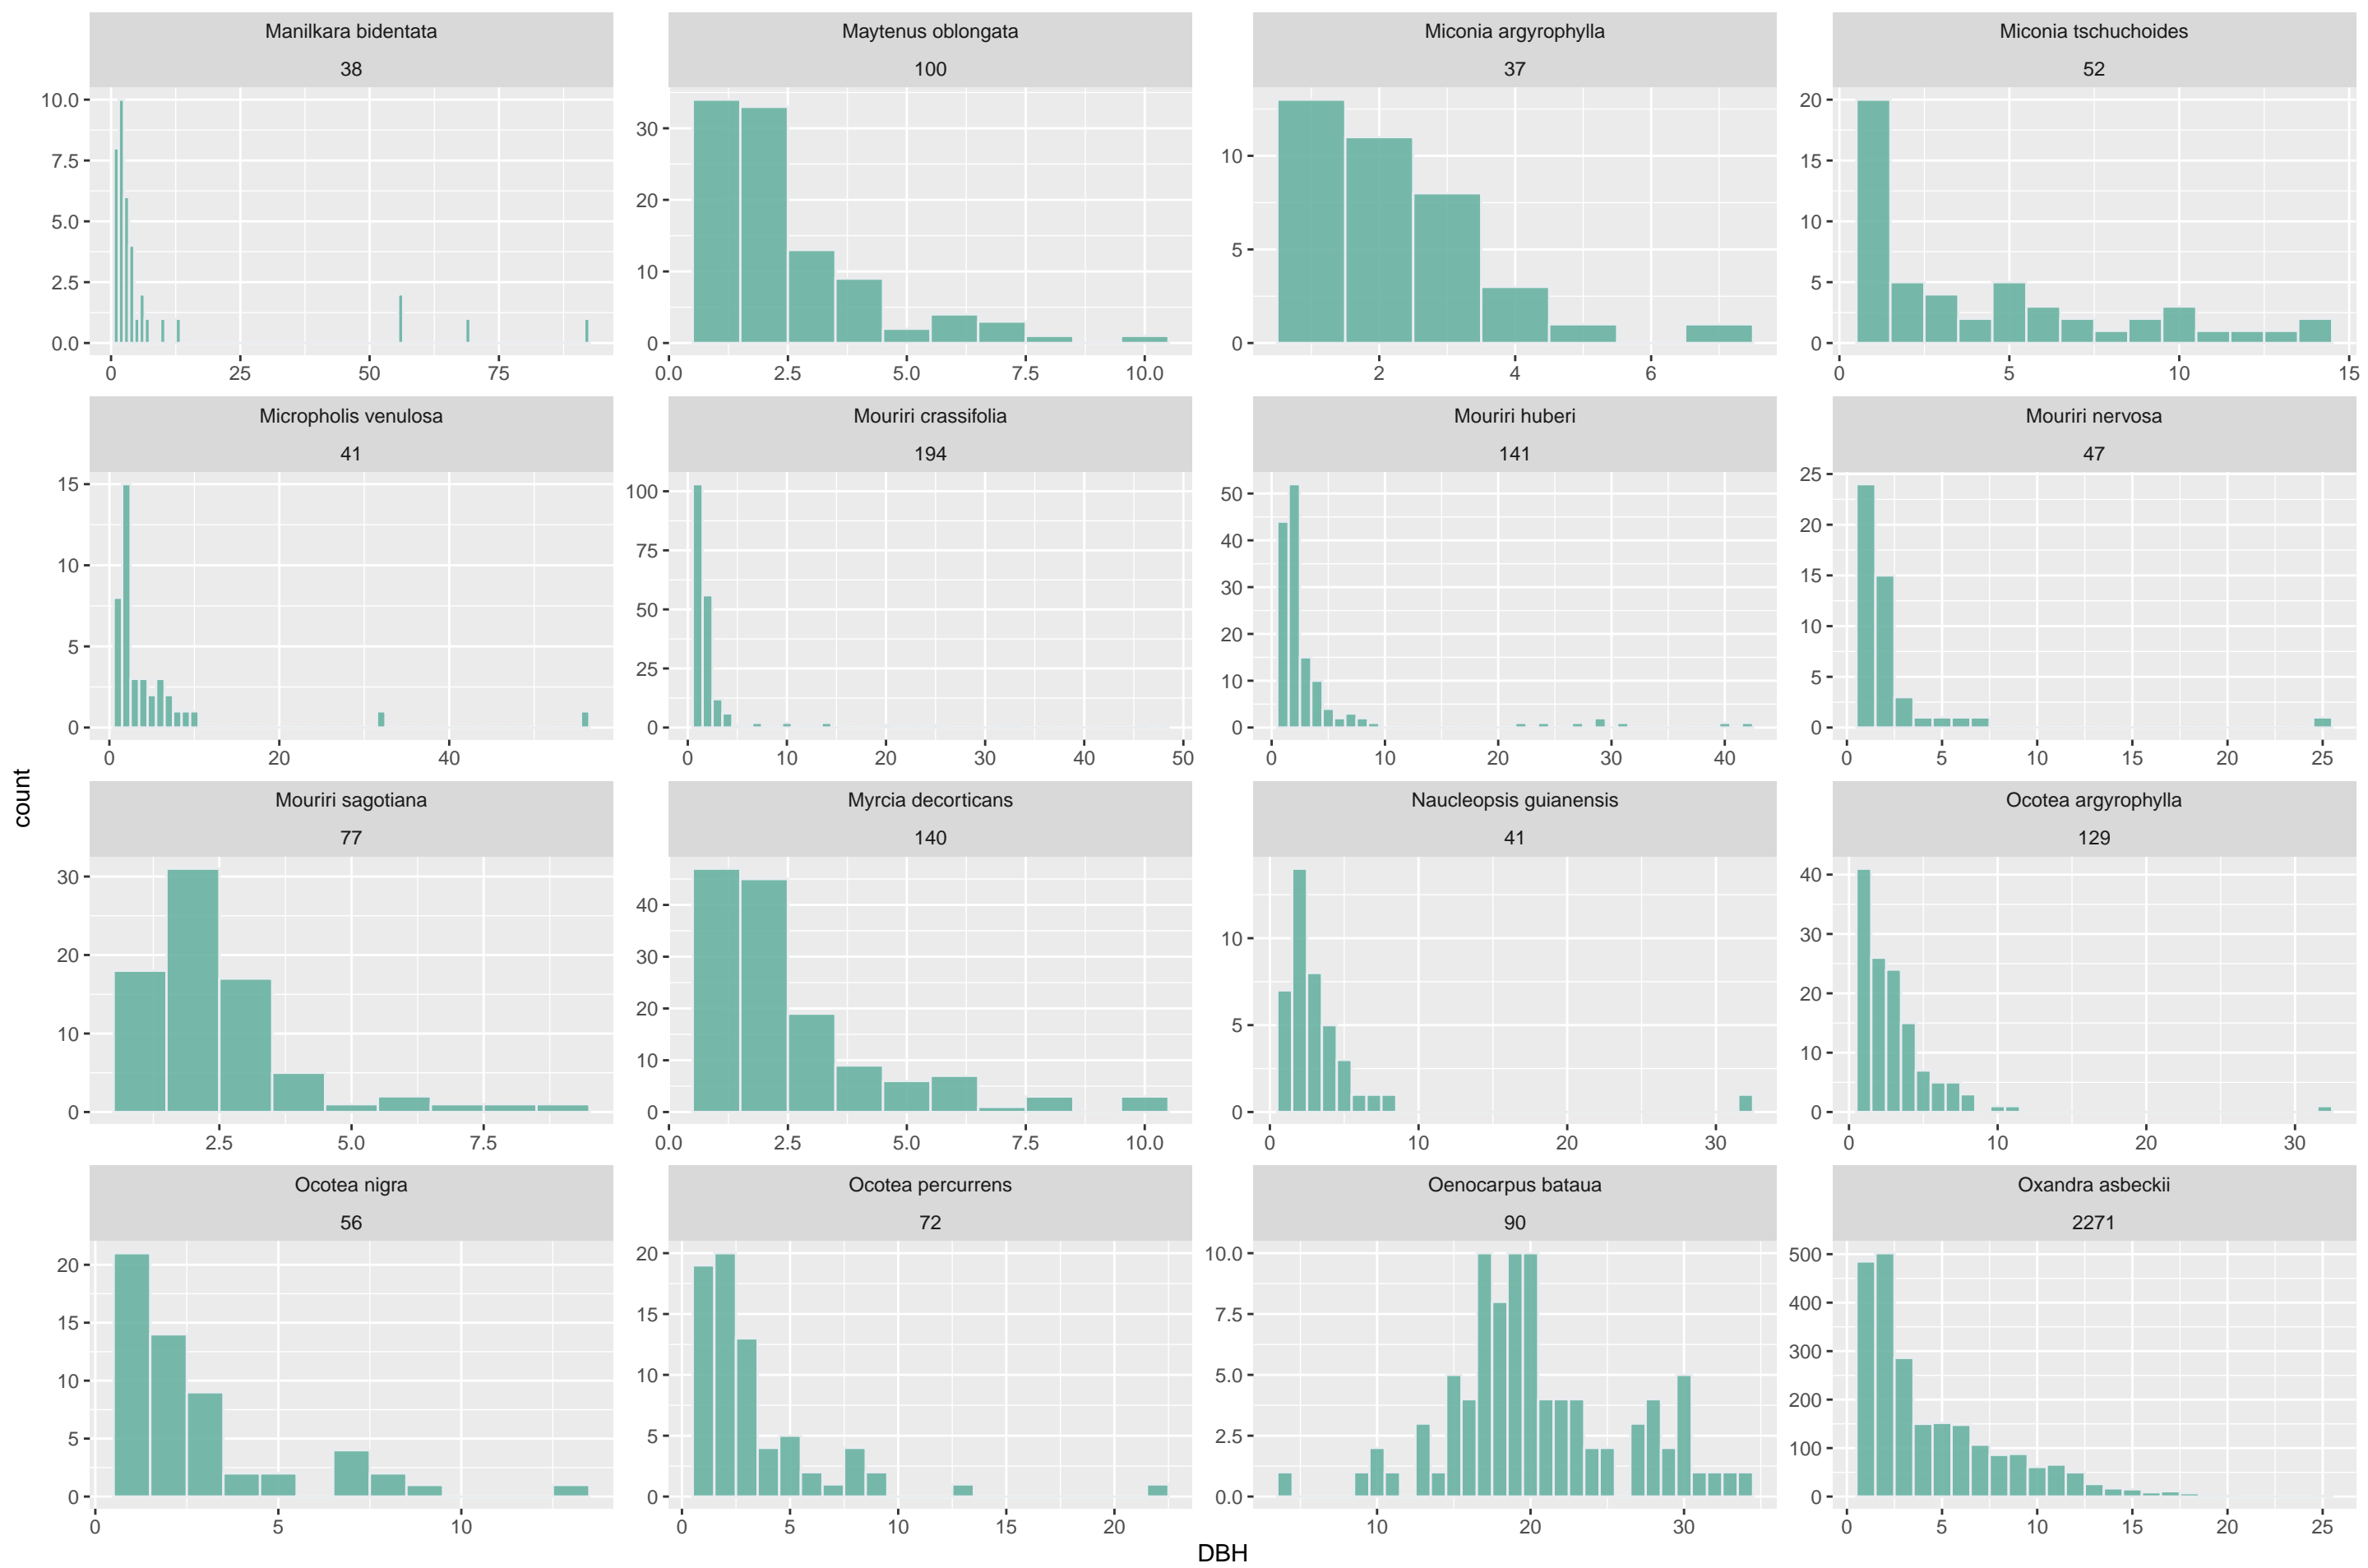 Manilkara bidentata
38
Maytenus oblongata
100
Miconia argyrophylla
37
Miconia tschuchoides
52
10.0
7.5
5.0
2.5
0.0
0 25 50 75
30
20
10
0
0.0 2.5 5.0 7.5 10.0
10
5
0
2 4 6
20
15
10
5
0
0 5 10 15
Micropholis venulosa
41
Mouriri crassifolia
194
Mouriri huberi
141
Mouriri nervosa
47
15
10
5
0
0 20 40
100
75
50
25
0
0 10 20 30 40 50
50
40
30
20
10
0
0 10 20 30 40
25
20
15
10
5
0
0 5 10 15 20 25
count
Mouriri sagotiana
77
Myrcia decorticans
140
Naucleopsis guianensis
41
Ocotea argyrophylla
129
30
20
10
0
2.5 5.0 7.5
40
30
20
10
0
0.0 2.5 5.0 7.5 10.0
10
5
0
0 10 20 30
40
30
20
10
0
0 10 20 30
Ocotea nigra
56
Ocotea percurrens
72
Oenocarpus bataua
90
Oxandra asbeckii
2271
20
15
10
5
0
0 5 10
20
15
10
5
0
0 5 10 15 20
10.0
7.5
5.0
2.5
0.0
10 20 30
500
400
300
200
100
0
0 5 10 15 20 25
DBH